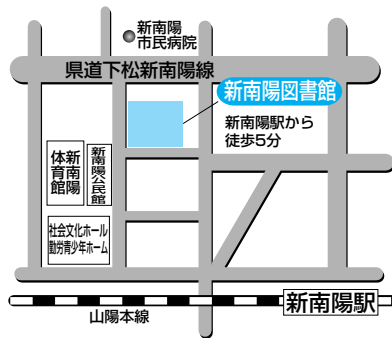 新南陽
市民病院
県道下松新南陽線
新南陽図書館
新南陽駅から
徒歩5分
新南陽
体育館
新南陽公民館
社会文化ホール
勤労青少年ホーム
新南陽駅
山陽本線